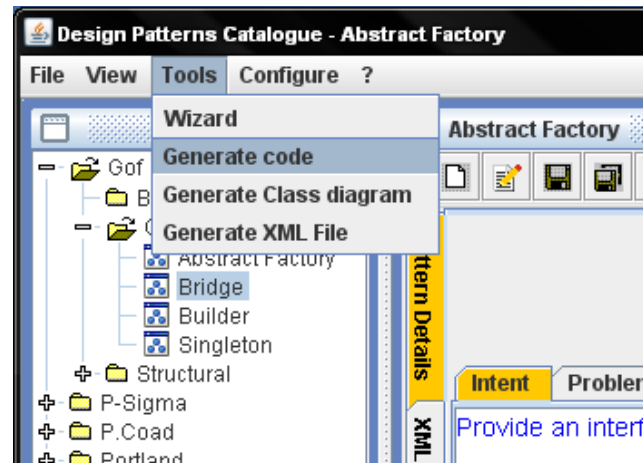 Design Patterns Catalogue - Abstract Factory
File View Tools Configure ?
Wizard
Generate code
Generate Class diagram
Generate XML File
Abstract Factory
Gof
B
Abstract Factory
Bridge
Builder
Singleton
Structural
P-Sigma
P.Coad
Portland
ttern Details
XML
Intent Probler
Provide an interf